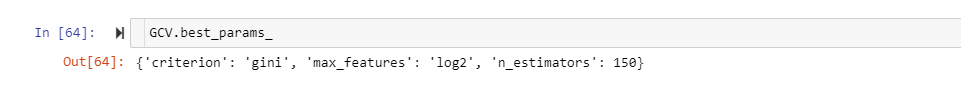 In [64]: GCV.best_params_
Out[64]: {'criterion': 'gini', 'max_features': 'log2', 'n_estimators': 150}